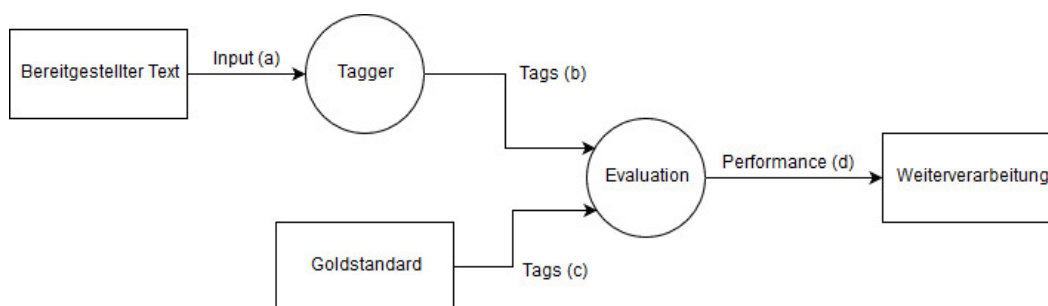 Bereitgestellter Text
Input (a)
Tagger
Tags (b)
Evaluation
Performance (d)
Weiterverarbeitung
Goldstandard
Tags (c)